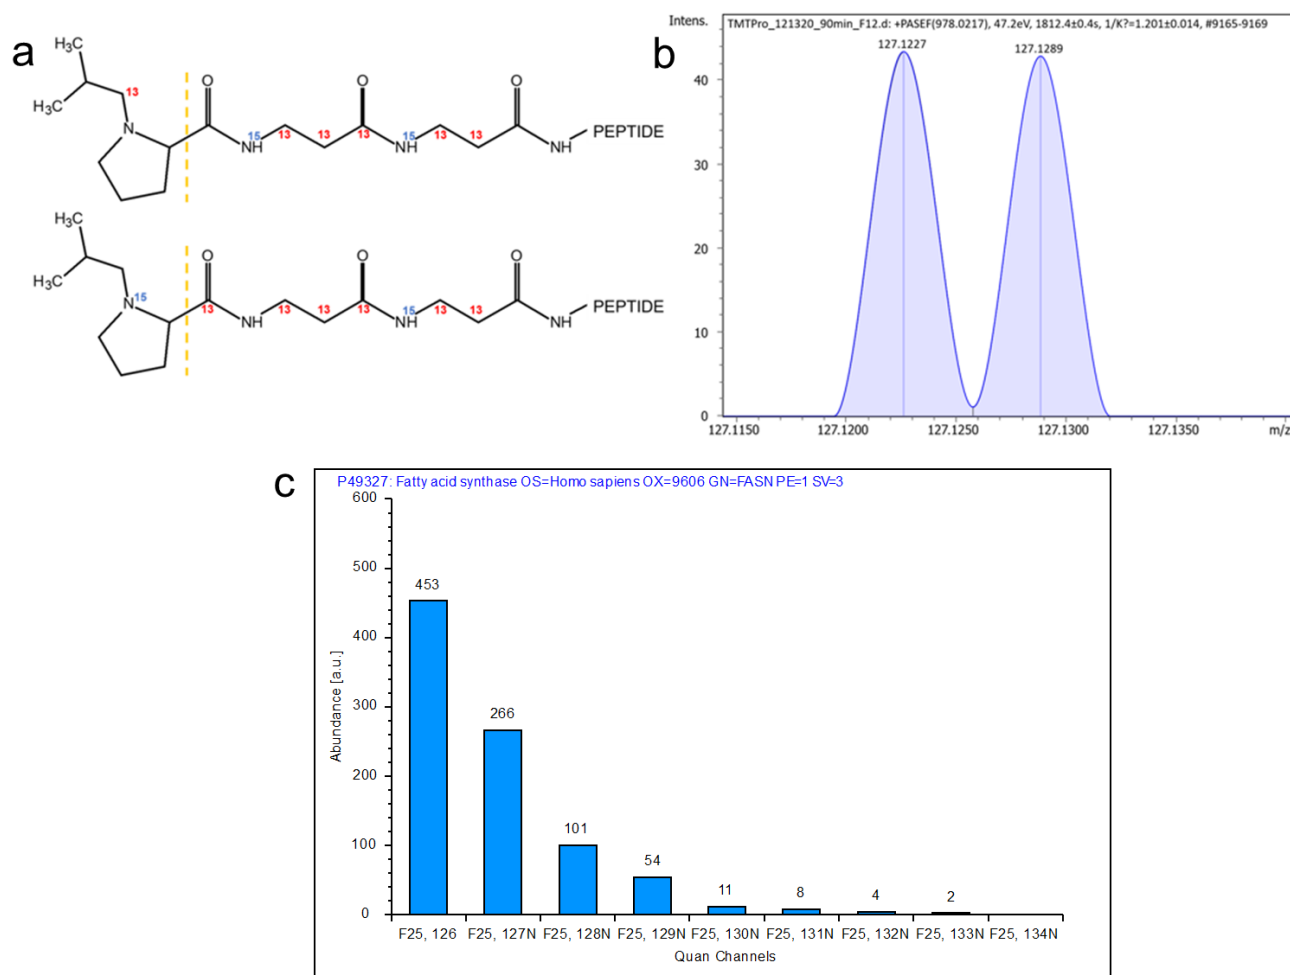 a
H₃C
H₃C
13
N
O
15
NH
13
13
O
13
15
NH
13
13
O
NH
PEPTIDE
H₃C
H₃C
N
15
O
13
NH
13
13
O
13
15
NH
13
13
O
NH
PEPTIDE
b
Intens.
TMTPro_121320_90min_F12.d: +PASEF(978.0217), 47.2eV, 1812.4±0.4s, 1/K?=1.201±0.014, #9165-9169
127.1227
127.1289
40
30
20
10
0
127.1150
127.1200
127.1250
127.1300
127.1350
m/z
c
P49327: Fatty acid synthase OS=Homo sapiens OX=9606 GN=FASN PE=1 SV=3
Abundance [a.u.]
600
500
400
300
200
100
0
453
266
101
54
11
8
4
2
F25, 126
F25, 127N
F25, 128N
F25, 129N
F25, 130N
F25, 131N
F25, 132N
F25, 133N
F25, 134N
Quan Channels